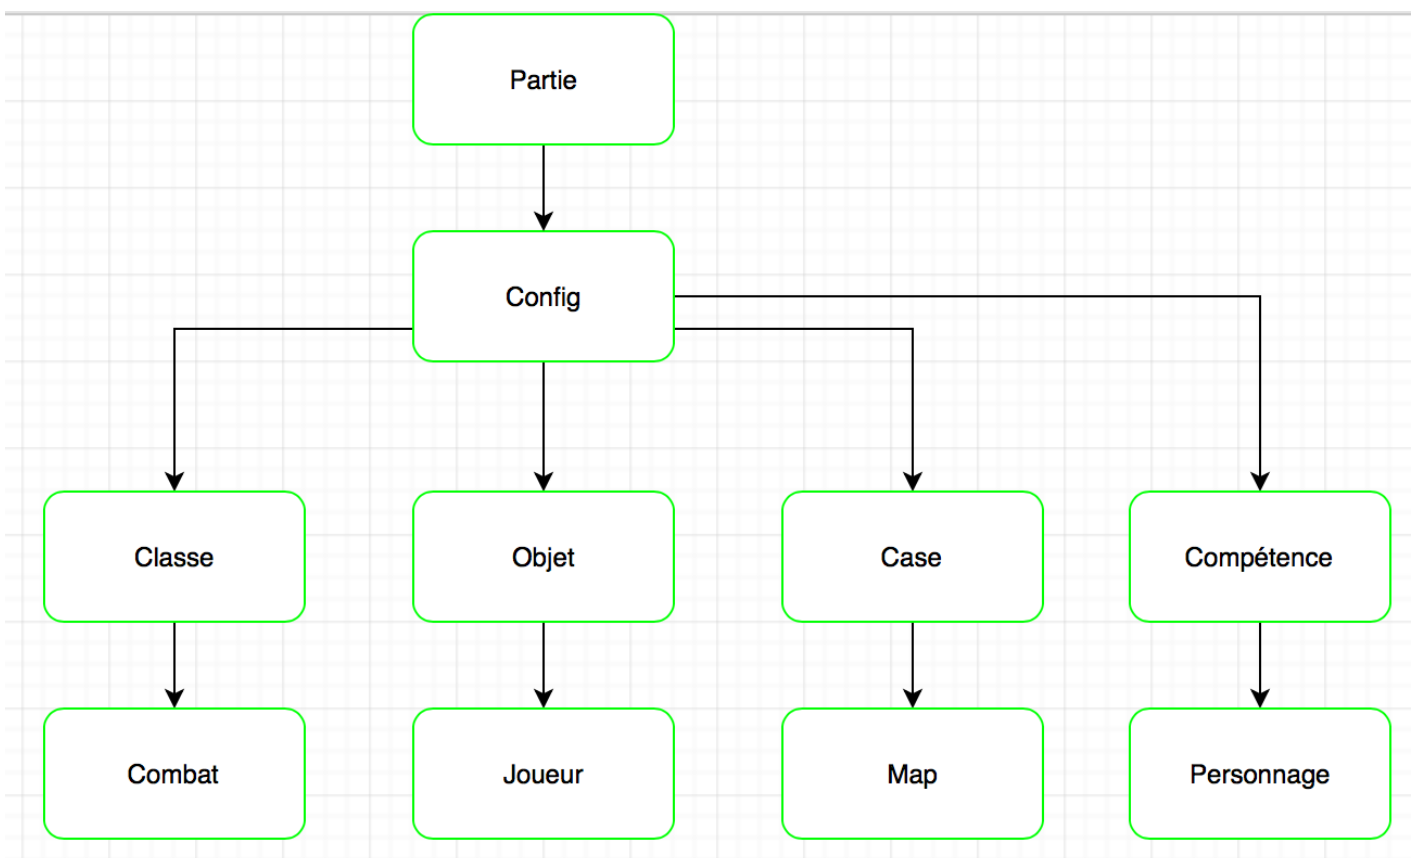 Partie
Config
Classe
Objet
Case
Compétence
Combat
Joueur
Map
Personnage